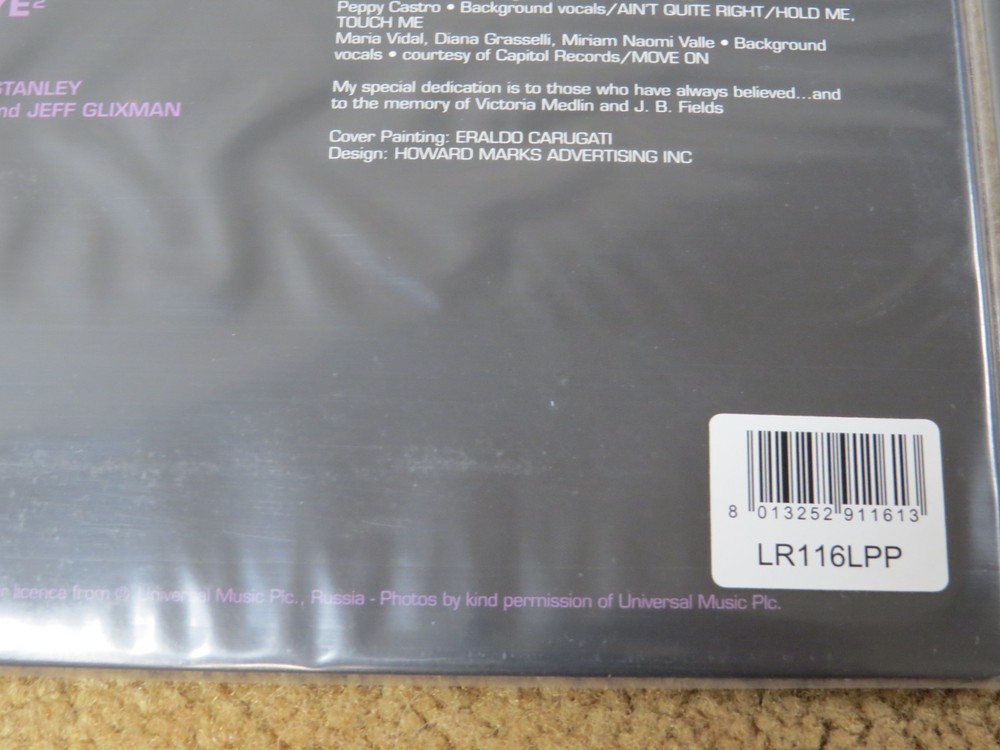 STANLEY
and JEFF GLIXMAN
Peppy Castro • Background vocals/AIN'T QUITE RIGHT/HOLD ME,
TOUCH ME
Maria Vidal, Diana Grasselli, Miriam Naomi Valle • Background
vocals • courtesy of Capitol Records/MOVE ON
My special dedication is to those who have always believed...and
to the memory of Victoria Medlin and J. B. Fields
Cover Painting: ERALDO CARUGATI
Design: HOWARD MARKS ADVERTISING INC
8 013252 911613
LR116LPP
licence from © Universal Music Plc., Russia - Photos by kind permission of Universal Music Plc.